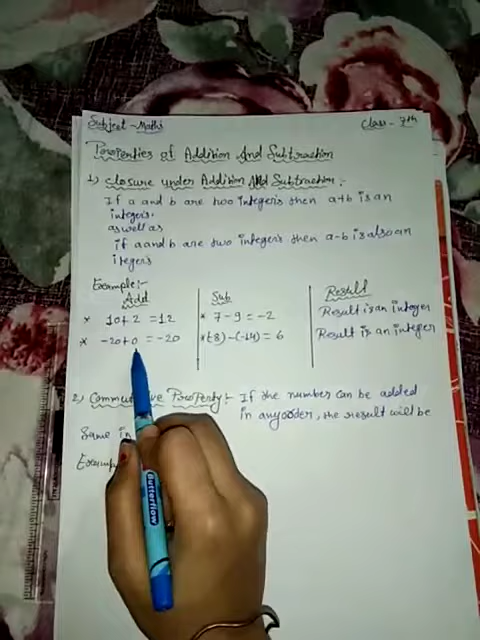 Subject - Maths Class - 7th
Properties of Addition And Subtraction
1) Closure under Addition And Subtraction :-
If a and b are two integers then a+b is an
integers.
as well as
if a and b are two integers then a-b is also an
itegers
Example:-
Add Sub Result
* 10+2 = 12 * 7-9 = -2 Result is an integer
* -20+0 = -20 * (-8)-(-14) = 6 Result is an integer
2) Property:- If the number can be added
in any order, the result will be
Same in
Butterflow